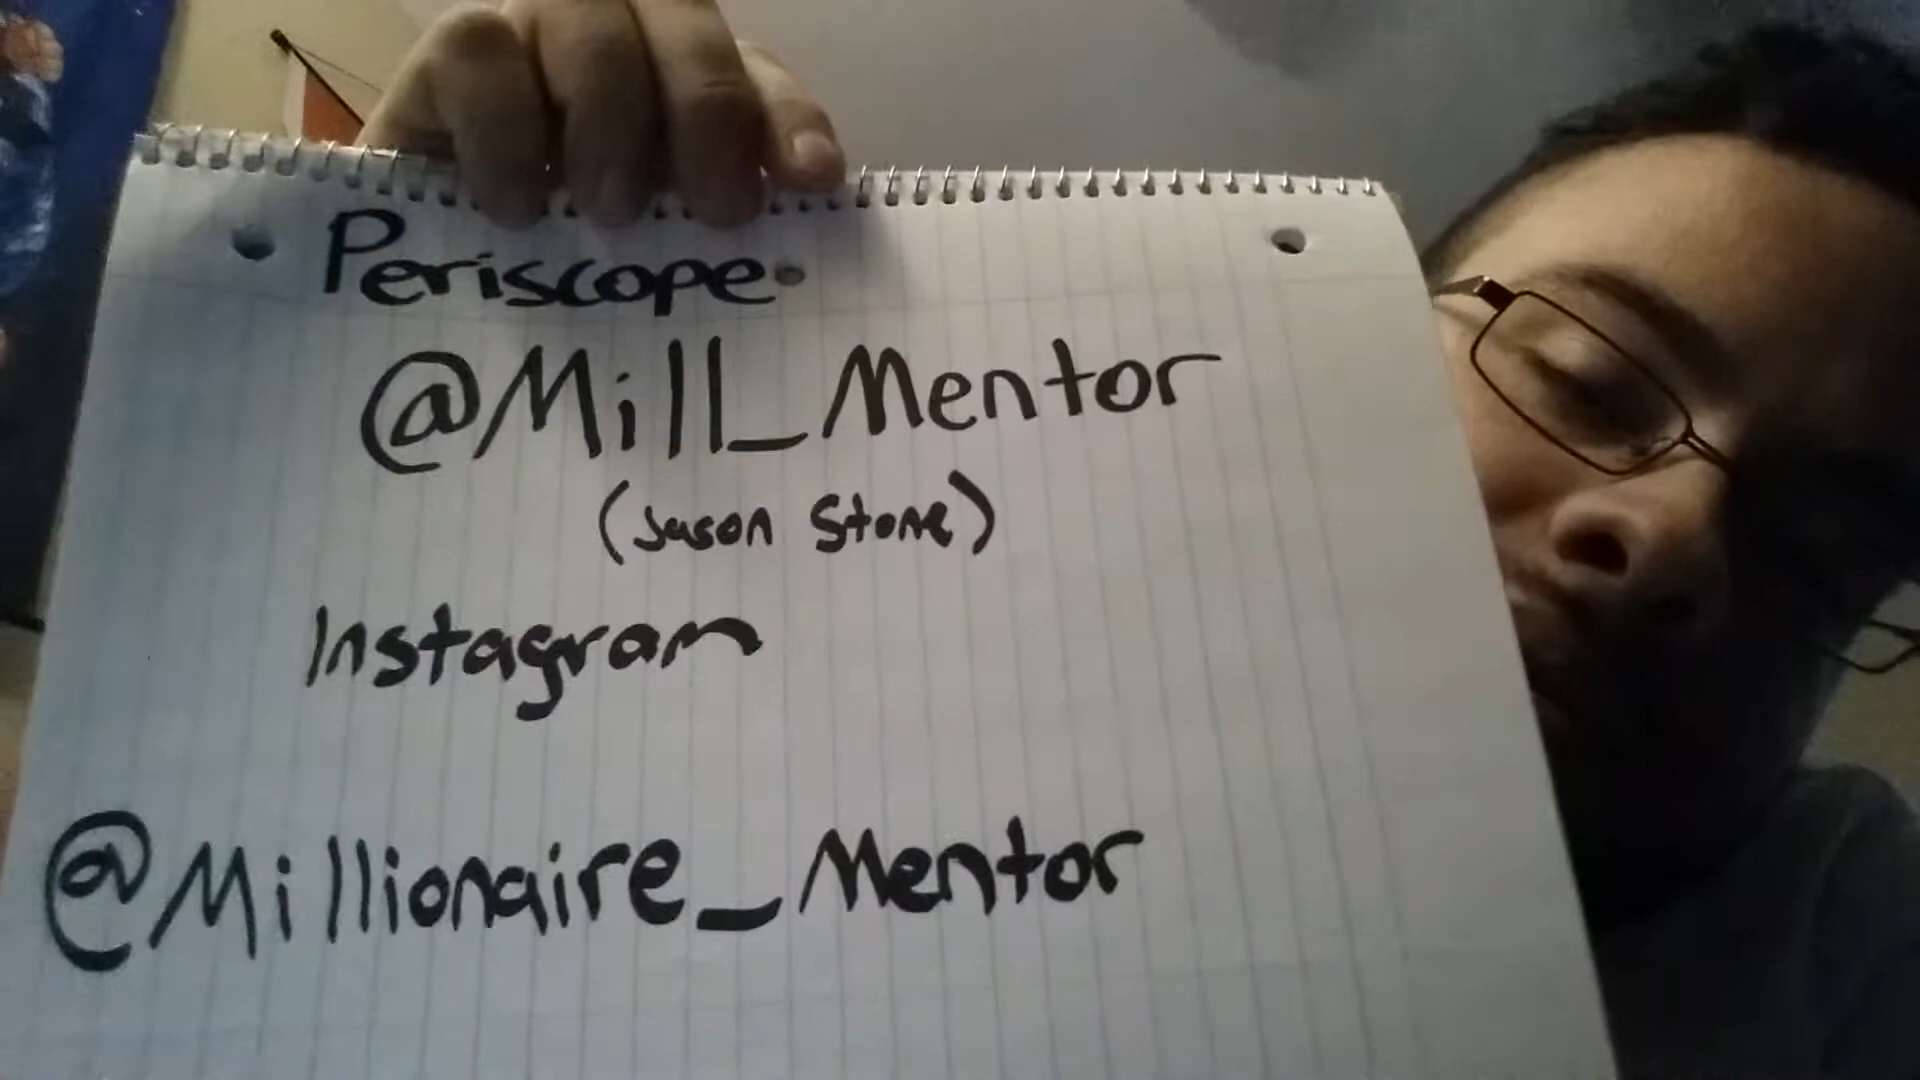 Periscope
@Mill_Mentor
(Jason Stone)
Instagram
@Millionaire_Mentor